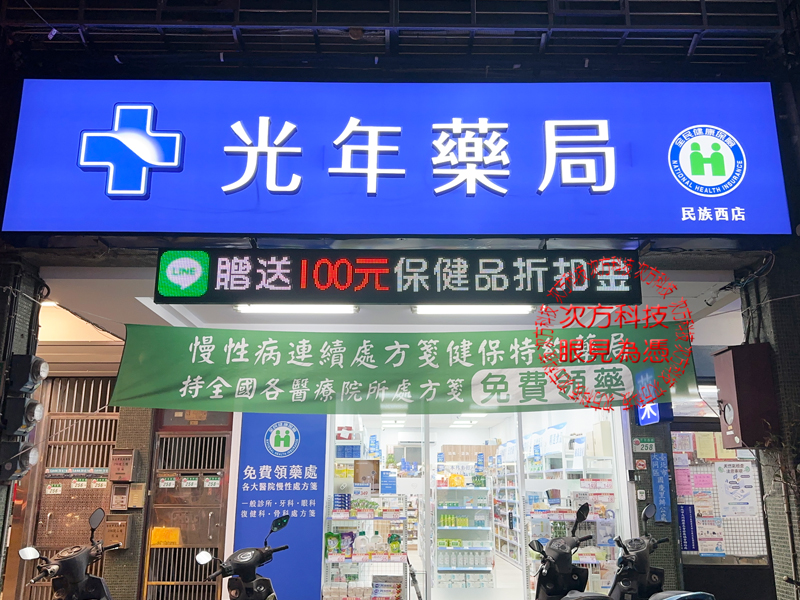 光年藥局
全民健康保險
NATIONAL HEALTH INSURANCE
民族西店
LINE
贈送100元保健品折扣金
慢性病連續處方箋健保特約藥局
持全國各醫療院所處方箋 免費領藥
次方科技
眼見為憑
免費領藥處
各大醫院慢性處方箋
一般診所・牙科・眼科
復健科・骨科處方箋
258
258